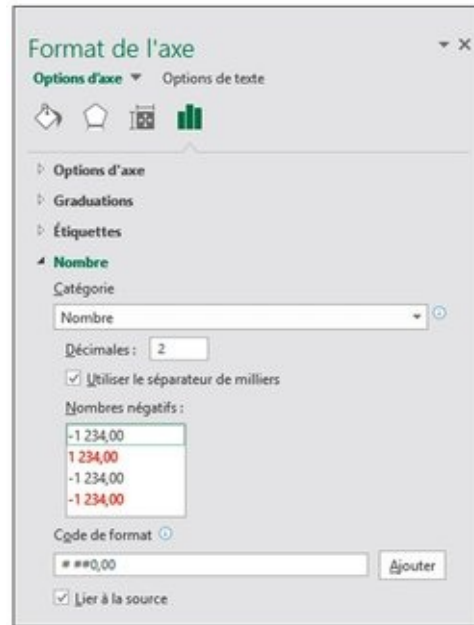 Format de l'axe
Options d'axe Options de texte
Options d'axe
Graduations
Étiquettes
Nombre
Catégorie
Nombre
Décimales : 2
Utiliser le séparateur de milliers
Nombres négatifs :
-1 234,00
1 234,00
-1 234,00
-1 234,00
Code de format
# ##0,00 Ajouter
Lier à la source